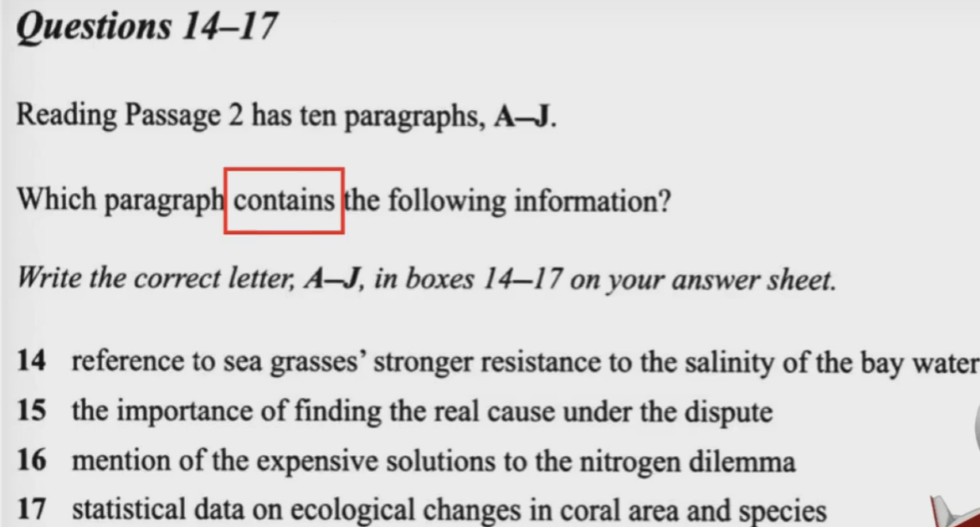 Questions 14–17
Reading Passage 2 has ten paragraphs, A–J.
Which paragraph contains the following information?
Write the correct letter, A–J, in boxes 14–17 on your answer sheet.
14 reference to sea grasses’ stronger resistance to the salinity of the bay water
15 the importance of finding the real cause under the dispute
16 mention of the expensive solutions to the nitrogen dilemma
17 statistical data on ecological changes in coral area and species